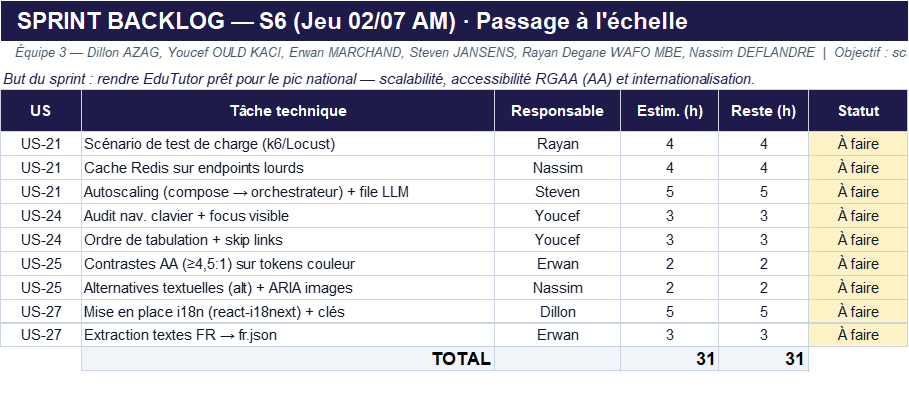 SPRINT BACKLOG — S6 (Jeu 02/07 AM) · Passage à l'échelle
Équipe 3 — Dillon AZAG, Youcef OULD KACI, Erwan MARCHAND, Steven JANSENS, Rayan Degane WAFO MBE, Nassim DEFLANDRE | Objectif :
But du sprint : rendre EduTutor prêt pour le pic national — scalabilité, accessibilité RGAA (AA) et internationalisation.
US Tâche technique Responsable Estim. (h) Reste (h) Statut
US-21 Scénario de test de charge (k6/Locust) Rayan 4 4 À faire
US-21 Cache Redis sur endpoints lourds Nassim 4 4 À faire
US-21 Autoscaling (compose → orchestrateur) + file LLM Steven 5 5 À faire
US-24 Audit nav. clavier + focus visible Youcef 3 3 À faire
US-24 Ordre de tabulation + skip links Youcef 3 3 À faire
US-25 Contrastes AA (≥4,5:1) sur tokens couleur Erwan 2 2 À faire
US-25 Alternatives textuelles (alt) + ARIA images Nassim 2 2 À faire
US-27 Mise en place i18n (react-i18next) + clés Dillon 5 5 À faire
US-27 Extraction textes FR → fr.json Erwan 3 3 À faire
TOTAL 31 31